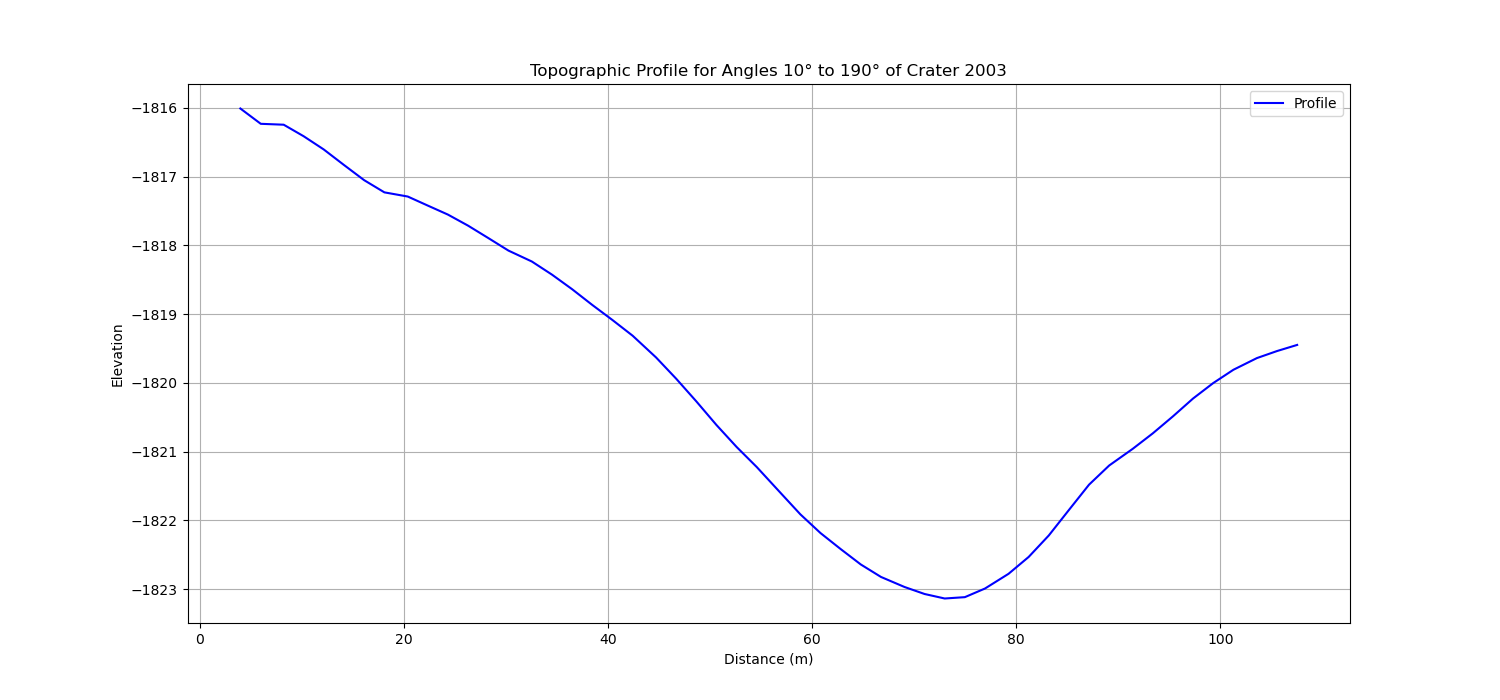 Topographic Profile for Angles 10° to 190° of Crater 2003
Profile
−1816
−1817
−1818
−1819
−1820
−1821
−1822
−1823
Elevation
0 20 40 60 80 100
Distance (m)